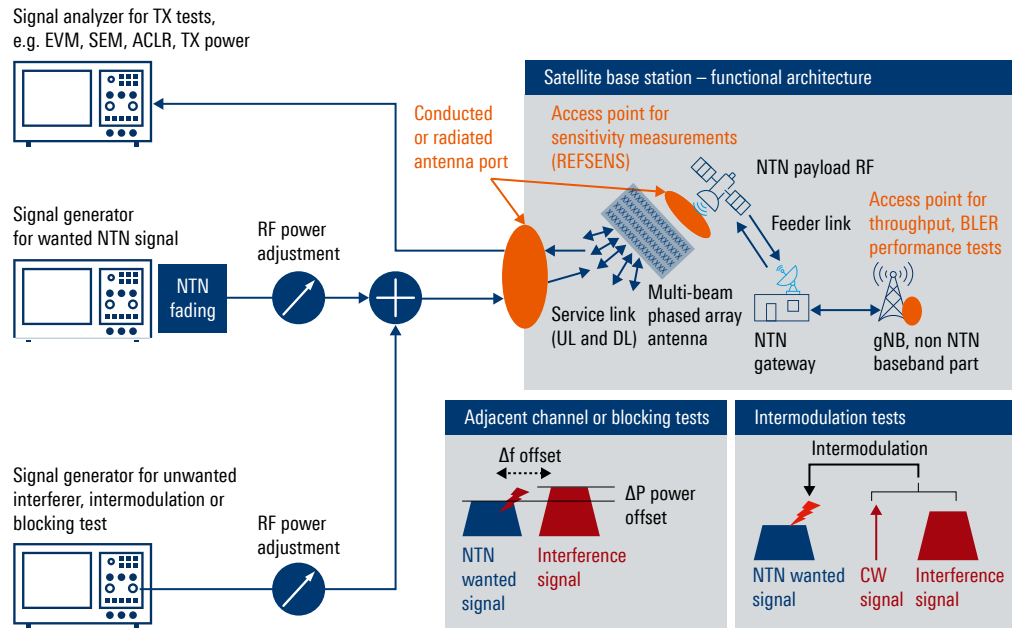 Signal analyzer for TX tests,
e.g. EVM, SEM, ACLR, TX power
Satellite base station – functional architecture
Conducted
or radiated
antenna port
Access point for
sensitivity measurements
(REFSENS)
NTN payload RF
Access point for
throughput, BLER
performance tests
Feeder link
Signal generator
for wanted NTN signal
NTN
fading
RF power
adjustment
Service link
(UL and DL)
Multi-beam
phased array
antenna
NTN
gateway
gNB, non NTN
baseband part
Signal generator for unwanted
interferer, intermodulation or
blocking test
RF power
adjustment
Adjacent channel or blocking tests
Δf offset
ΔP power
offset
NTN
wanted
signal
Interference
signal
Intermodulation tests
Intermodulation
NTN wanted
signal
CW
signal
Interference
signal